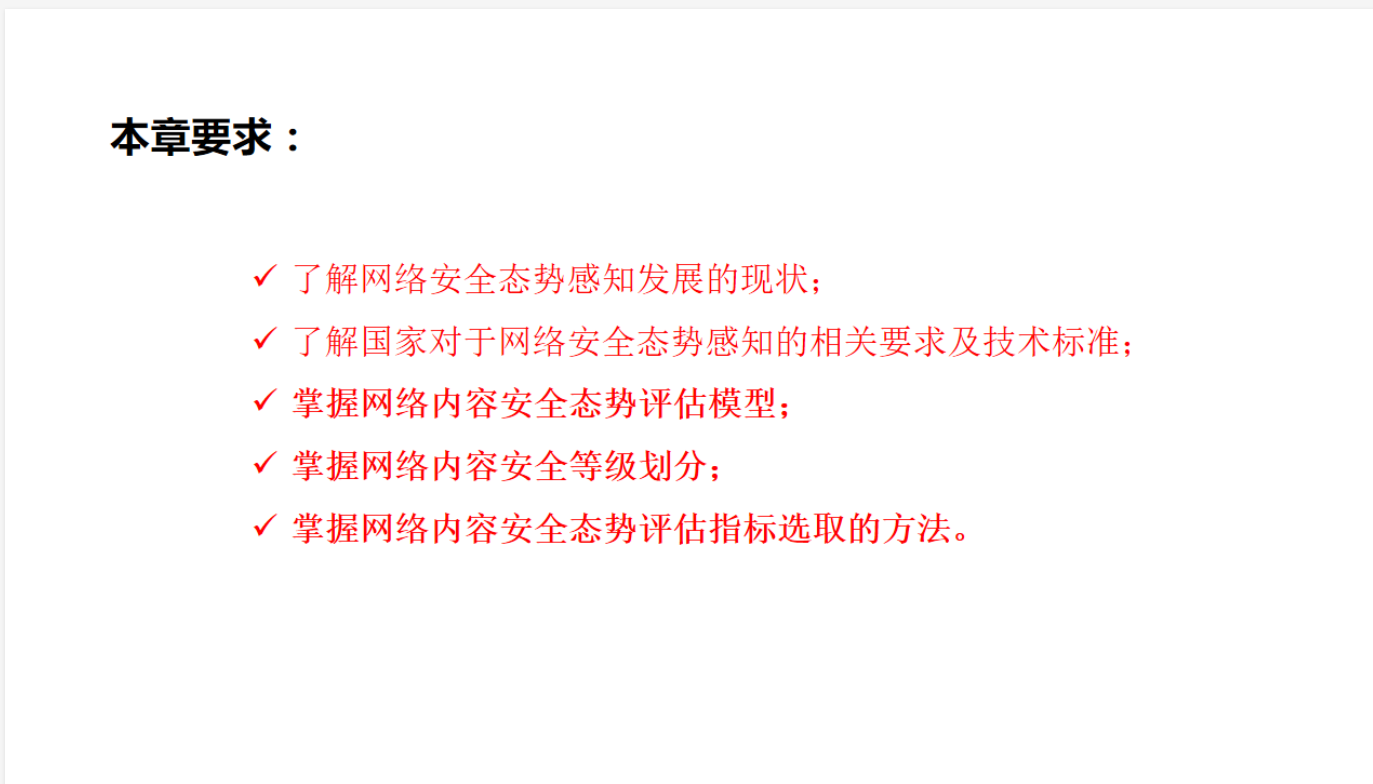 本章要求：
✓ 了解网络安全态势感知发展的现状；
✓ 了解国家对于网络安全态势感知的相关要求及技术标准；
✓ 掌握网络内容安全态势评估模型；
✓ 掌握网络内容安全等级划分；
✓ 掌握网络内容安全态势评估指标选取的方法。